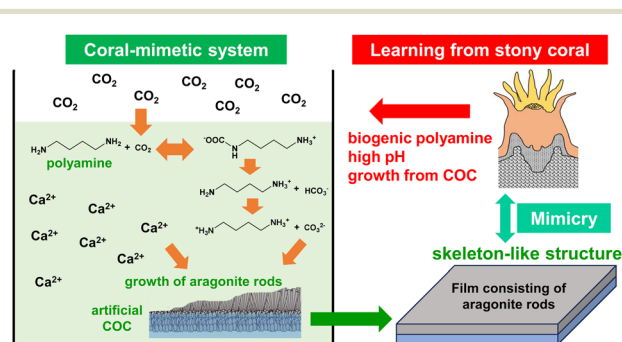 Coral-mimetic system
Learning from stony coral
CO2
CO2
CO2
CO2
CO2
CO2
CO2
H2N
NH2 + CO2
polyamine
-OOC
N
H
NH3+
H2N
NH3+ + HCO3-
+H3N
NH3+ + CO32-
Ca2+
Ca2+
Ca2+
Ca2+
Ca2+
Ca2+
Ca2+
growth of aragonite rods
artificial
COC
biogenic polyamine
high pH
growth from COC
Mimicry
skeleton-like structure
Film consisting of
aragonite rods